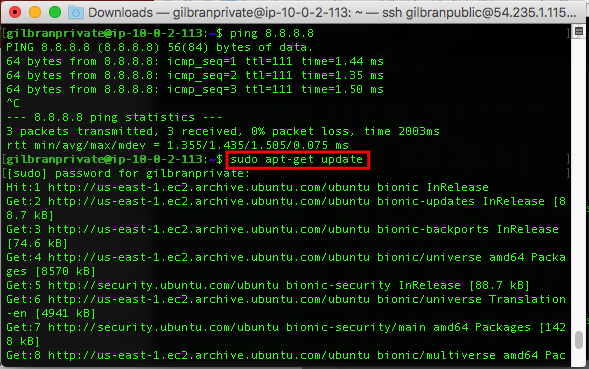 Downloads — gilbranprivate@ip-10-0-2-113: ~ — ssh gilbranpublic@54.235.1.115...
[gilbranprivate@ip-10-0-2-113:~$ ping 8.8.8.8
PING 8.8.8.8 (8.8.8.8) 56(84) bytes of data.
64 bytes from 8.8.8.8: icmp_seq=1 ttl=111 time=1.44 ms
64 bytes from 8.8.8.8: icmp_seq=2 ttl=111 time=1.35 ms
64 bytes from 8.8.8.8: icmp_seq=3 ttl=111 time=1.50 ms
^C
--- 8.8.8.8 ping statistics ---
3 packets transmitted, 3 received, 0% packet loss, time 2003ms
rtt min/avg/max/mdev = 1.355/1.435/1.505/0.075 ms
[gilbranprivate@ip-10-0-2-113:~$ sudo apt-get update ]
[[sudo] password for gilbranprivate: ]
Hit:1 http://us-east-1.ec2.archive.ubuntu.com/ubuntu bionic InRelease
Get:2 http://us-east-1.ec2.archive.ubuntu.com/ubuntu bionic-updates InRelease [8
8.7 kB]
Get:3 http://us-east-1.ec2.archive.ubuntu.com/ubuntu bionic-backports InRelease
[74.6 kB]
Get:4 http://us-east-1.ec2.archive.ubuntu.com/ubuntu bionic/universe amd64 Packa
ges [8570 kB]
Get:5 http://security.ubuntu.com/ubuntu bionic-security InRelease [88.7 kB]
Get:6 http://us-east-1.ec2.archive.ubuntu.com/ubuntu bionic/universe Translation
-en [4941 kB]
Get:7 http://security.ubuntu.com/ubuntu bionic-security/main amd64 Packages [142
8 kB]
Get:8 http://us-east-1.ec2.archive.ubuntu.com/ubuntu bionic/multiverse amd64 Pac